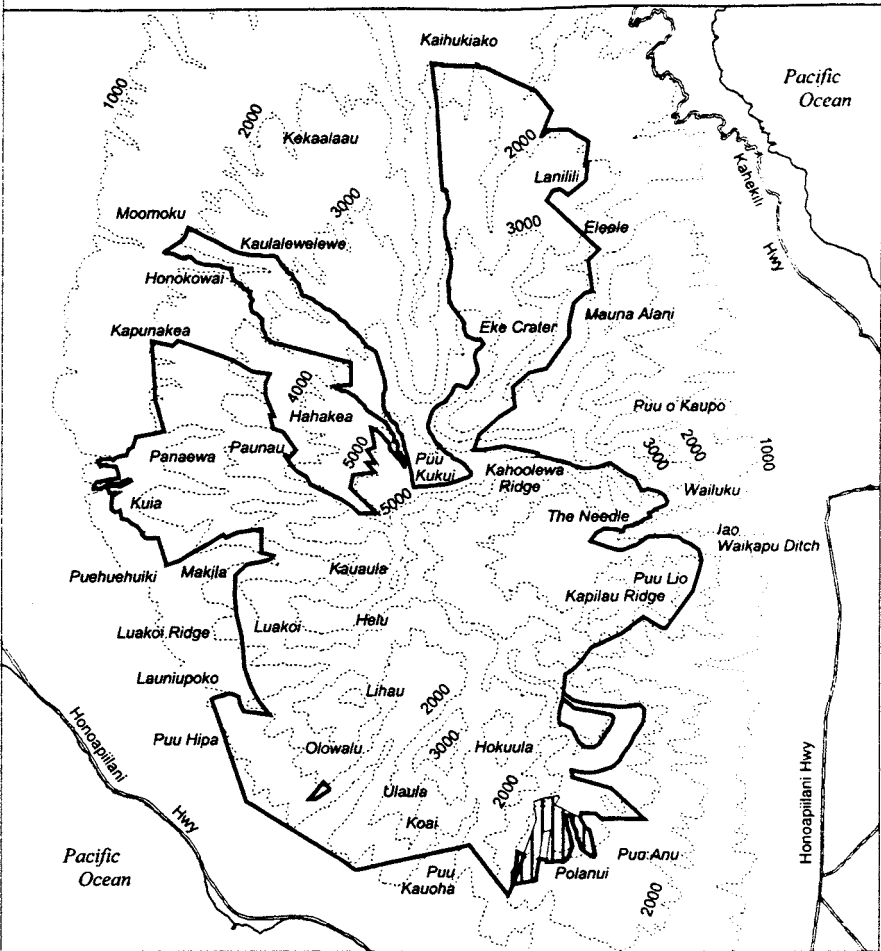 Kaihukiako
Pacific
Ocean
1000
2000
Kekaalaau
2000
Lanilili
Kahekili
Hwy
3000
Moomoku
Kaulalewelewe
3000
Eleele
Honokowai
Mauna Alani
Kapunakea
Eke Crater
4000
Hahakea
Puu o Kaupo
3000
2000
1000
Panaewa
Paunau
5000
Puu
Kukui
Kahoolewa
Ridge
Wailuku
Kuia
5000
The Needle
Iao
Waikapu Ditch
Puehuehuiki
Makila
Kauaula
Puu Lio
Kapilau Ridge
Luakoi Ridge
Luakoi
Helu
Launiupoko
Lihau
2000
Honoapiilani
Hwy
Puu Hipa
Olowalu
3000
Hokuula
Ulaula
2000
Honoapiilani Hwy
Koai
Pacific
Ocean
Puu
Kauoha
Polanui
Puu Anu
2000